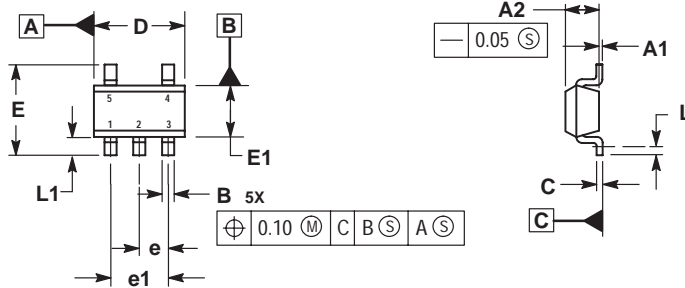 A
D
B
A2
— 0.05 Ⓢ
A1
E
5 4
1 2 3
E1
L
L1
B 5X
C
⌖ 0.10 Ⓜ C B Ⓢ A Ⓢ
C
e
e1